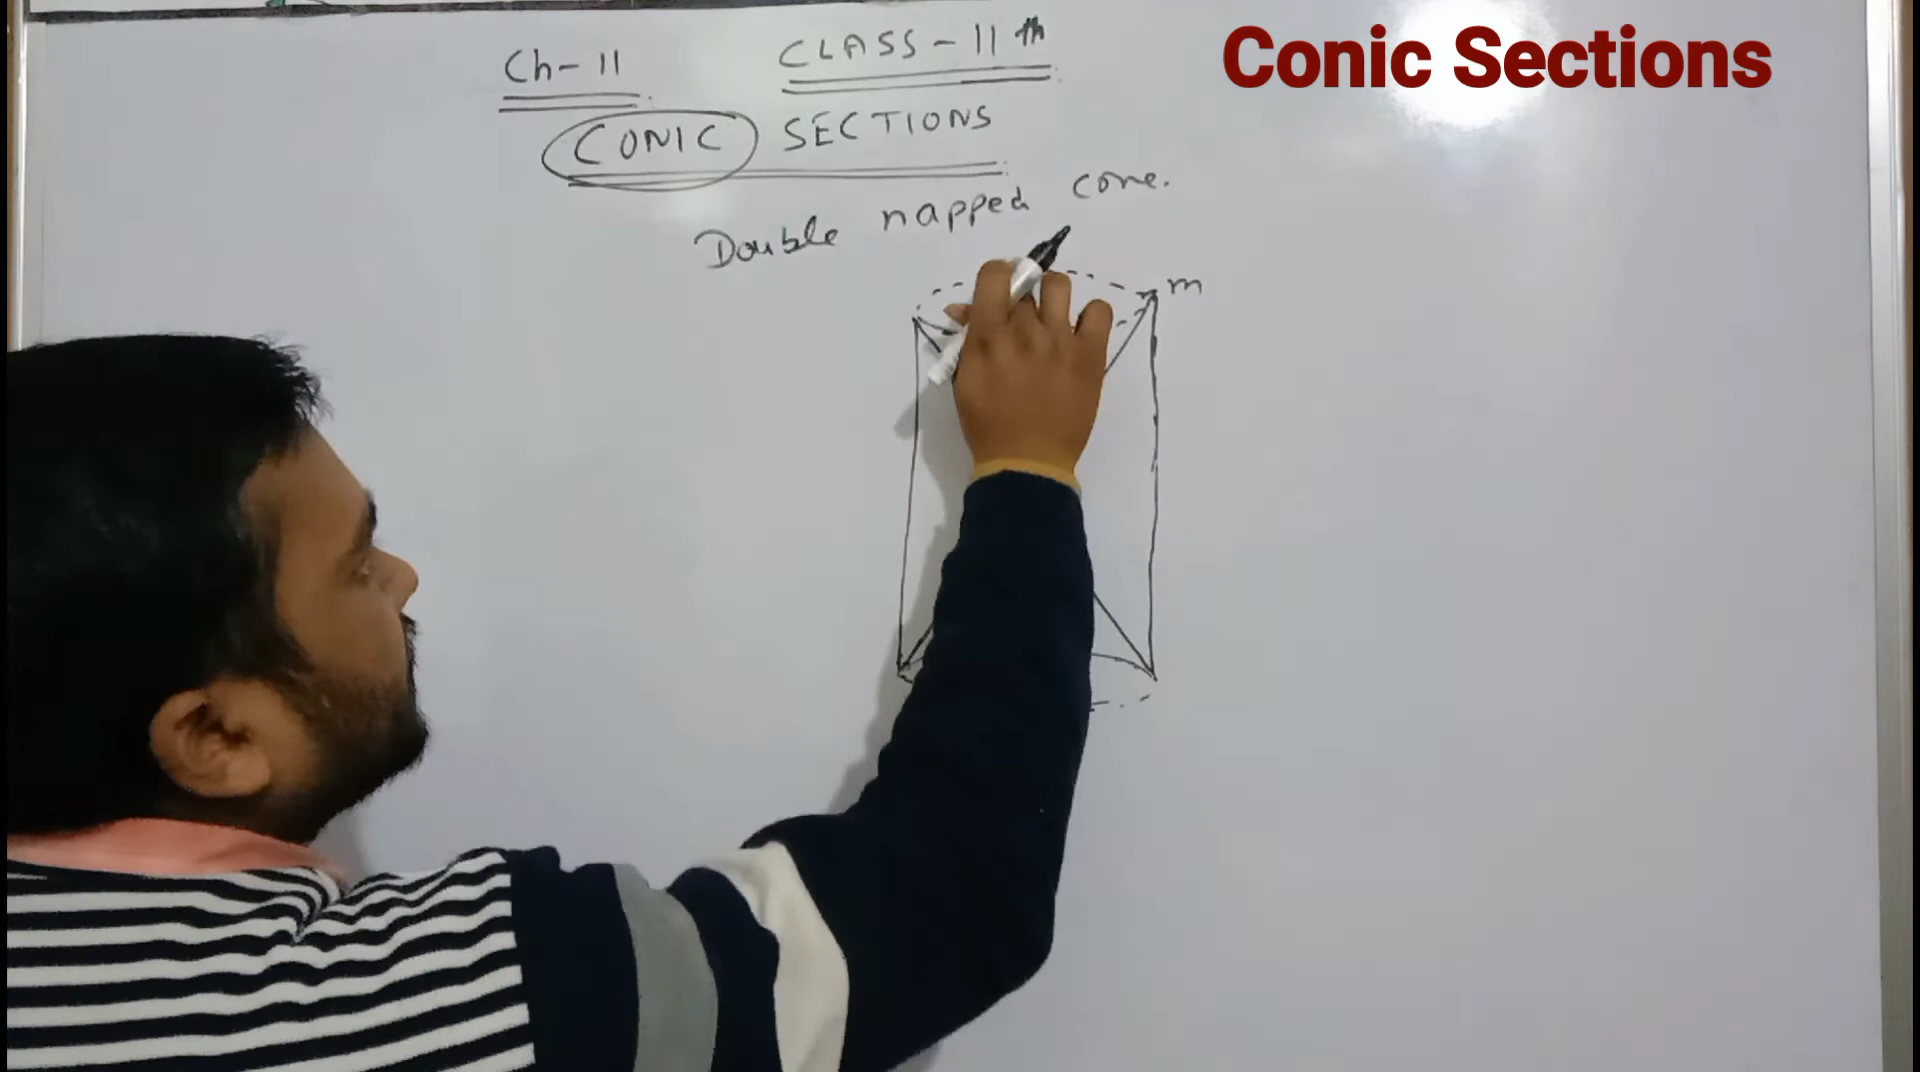 Conic Sections
Ch-11 CLASS-11th
CONIC SECTIONS
Double napped cone.
m